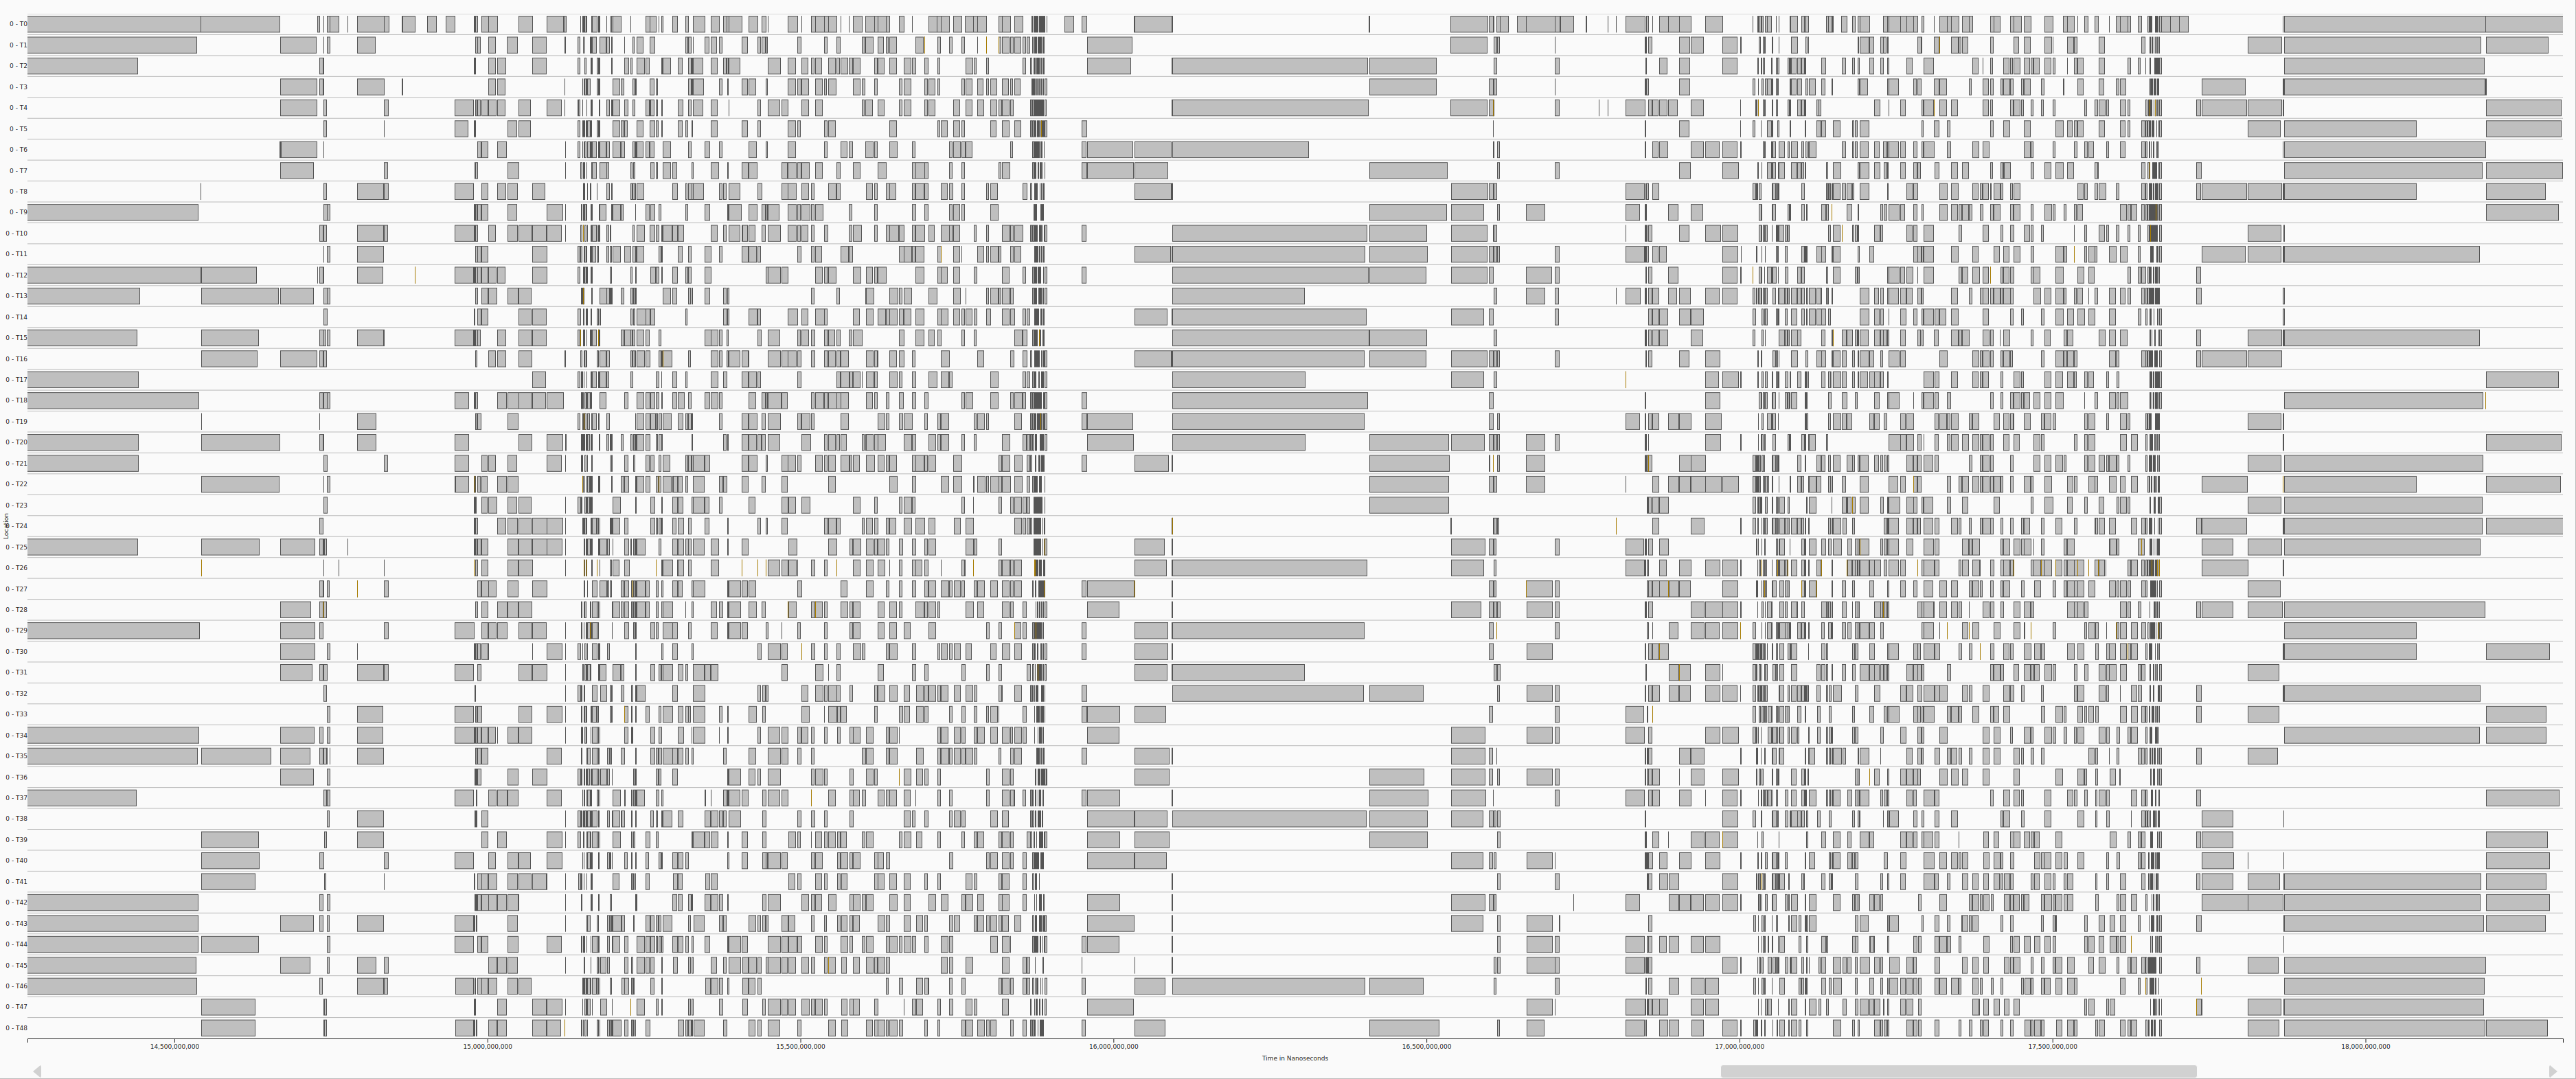 0 - T0
0 - T1
0 - T2
0 - T3
0 - T4
0 - T5
0 - T6
0 - T7
0 - T8
0 - T9
0 - T10
0 - T11
0 - T12
0 - T13
0 - T14
0 - T15
0 - T16
0 - T17
0 - T18
0 - T19
0 - T20
0 - T21
0 - T22
0 - T23
Location
0 - T24
0 - T25
0 - T26
0 - T27
0 - T28
0 - T29
0 - T30
0 - T31
0 - T32
0 - T33
0 - T34
0 - T35
0 - T36
0 - T37
0 - T38
0 - T39
0 - T40
0 - T41
0 - T42
0 - T43
0 - T44
0 - T45
0 - T46
0 - T47
0 - T48
14,500,000,000 15,000,000,000 15,500,000,000 16,000,000,000 16,500,000,000 17,000,000,000 17,500,000,000 18,000,000,000
Time in Nanoseconds